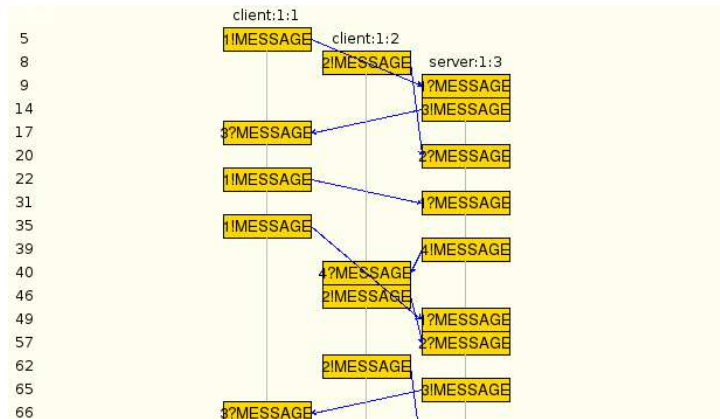 client:1:1
5 1!MESSAGE client:1:2
8 2!MESSAGE server:1:3
9 1?MESSAGE
14 3!MESSAGE
17 3?MESSAGE
20 2?MESSAGE
22 1!MESSAGE
31 1?MESSAGE
35 1!MESSAGE
39 4!MESSAGE
40 4?MESSAGE
46 2!MESSAGE
49 1?MESSAGE
57 2?MESSAGE
62 2!MESSAGE
65 3!MESSAGE
66 3?MESSAGE